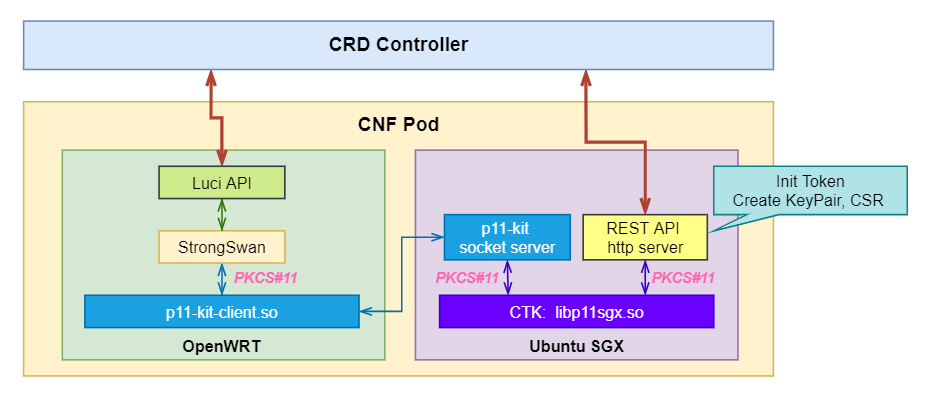 CRD Controller
CNF Pod
Luci API
StrongSwan
PKCS#11
p11-kit-client.so
OpenWRT
p11-kit
socket server
REST API
http server
PKCS#11
PKCS#11
CTK: libp11sgx.so
Ubuntu SGX
Init Token
Create KeyPair, CSR